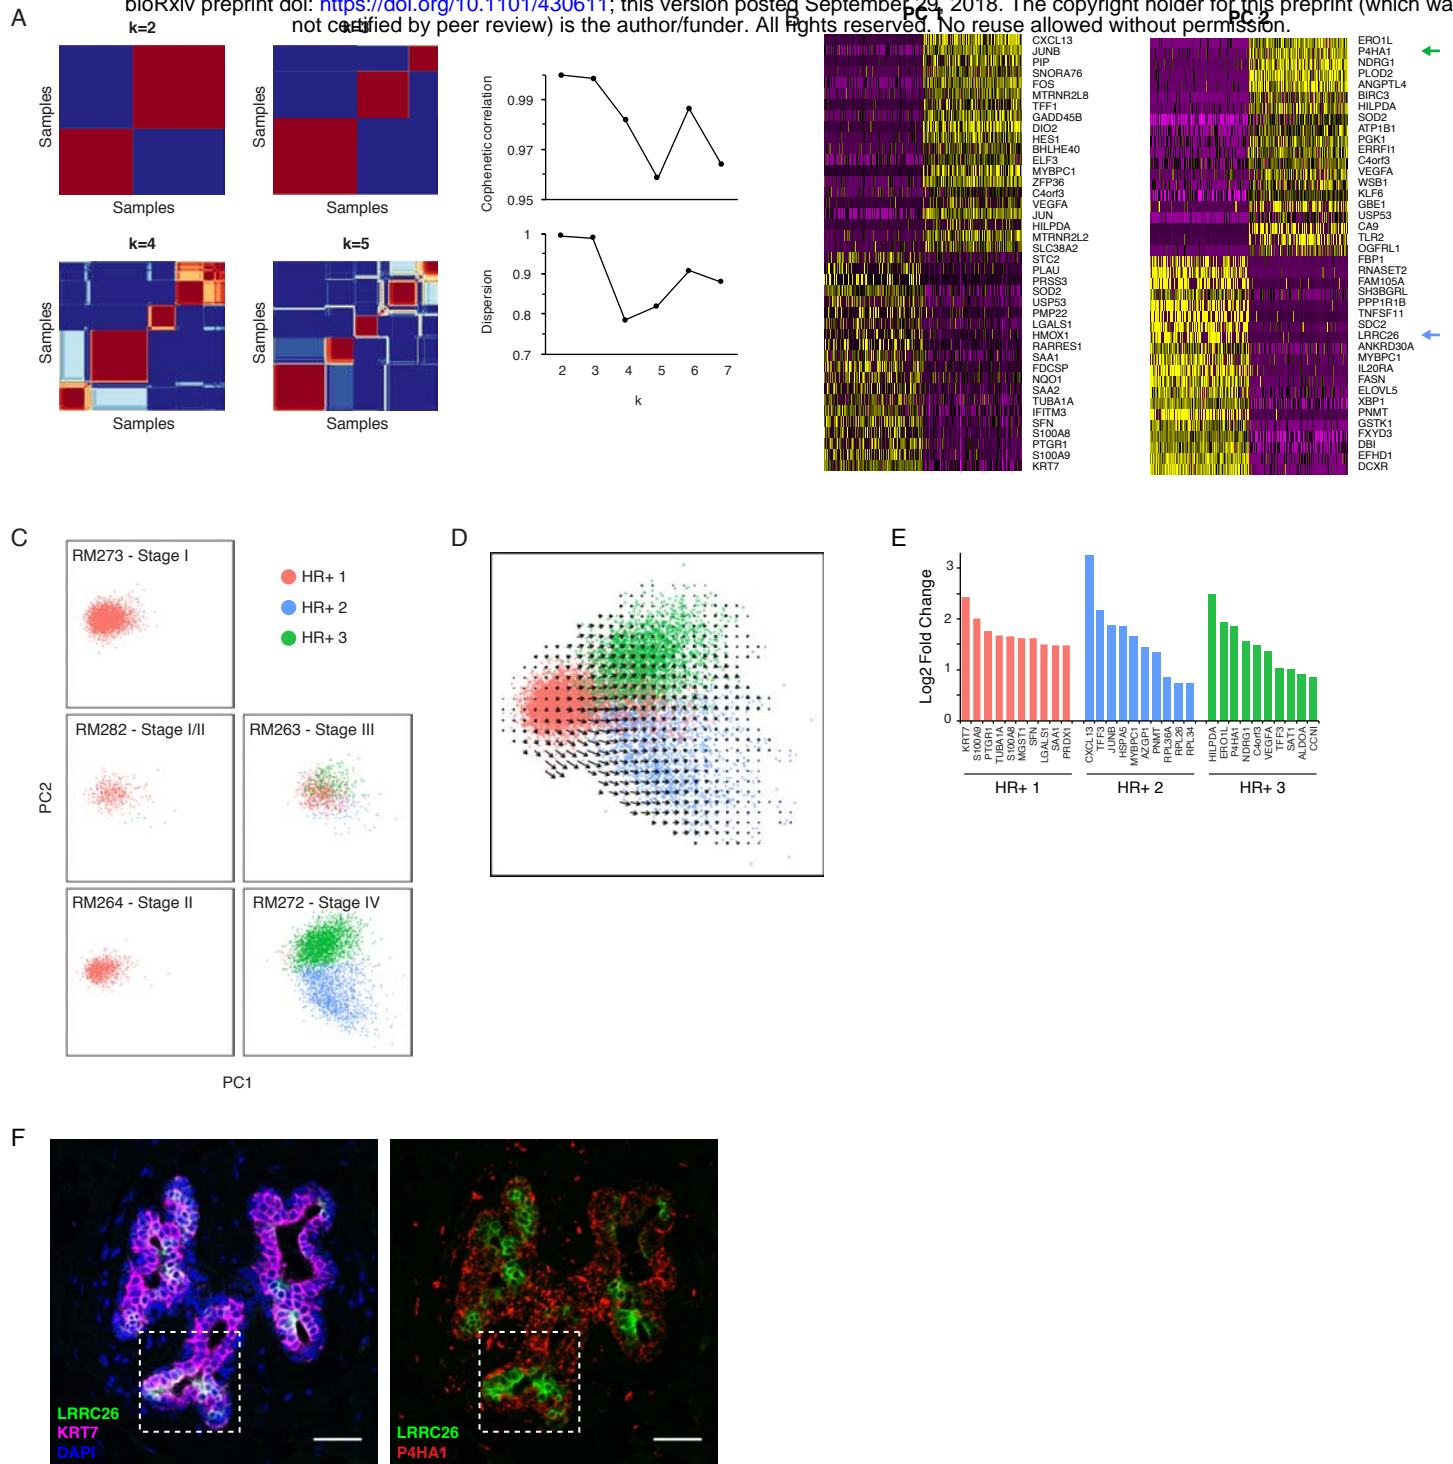 bioRxiv preprint doi: https://doi.org/10.1101/430611; this version posted September 29, 2018. The copyright holder for this preprint (which was
not certified by peer review) is the author/funder. All rights reserved. No reuse allowed without permission.
A
k=2
k=3
Samples
Samples
Samples
Samples
k=4
k=5
Samples
Samples
Samples
Samples
Cophenetic correlation
0.99
0.97
0.95
Dispersion
1
0.9
0.8
0.7
2 3 4 5 6 7
k
B
PC 1
CXCL13
JUNB
PIP
SNORA76
FOS
MTRNR2L8
TFF1
GADD45B
DIO2
HES1
BHLHE40
ELF3
MYBPC1
ZFP36
C4orf3
VEGFA
JUN
HILPDA
MTRNR2L2
SLC38A2
STC2
PLAU
PRSS3
SOD2
USP53
PMP22
LGALS1
HMOX1
RARRES1
SAA1
FDCSP
NQO1
SAA2
TUBA1A
IFITM3
SFN
S100A8
PTGR1
S100A9
KRT7
PC 2
ERO1L
P4HA1
NDRG1
PLOD2
ANGPTL4
BIRC3
HILPDA
SOD2
ATP1B1
PGK1
ERRFI1
C4orf3
VEGFA
WSB1
KLF6
GBE1
USP53
CA9
TLR2
OGFRL1
FBP1
RNASET2
FAM105A
SH3BGRL
PPP1R1B
TNFSF11
SDC2
LRRC26
ANKRD30A
MYBPC1
IL20RA
FASN
ELOVL5
XBP1
PNMT
GSTK1
FXYD3
DBI
EFHD1
DCXR
C
RM273 - Stage I
HR+ 1
HR+ 2
HR+ 3
RM282 - Stage I/II
RM263 - Stage III
RM264 - Stage II
RM272 - Stage IV
PC2
PC1
D
E
Log2 Fold Change
3
2
1
0
KRT7
S100A9
PTGR1
TUBA1A
S100A8
MGST1
SFN
LGALS1
SAA1
PRDX1
CXCL13
TFF3
JUNB
HSPA5
MYBPC1
AZGP1
PNMT
RPL36A
RPL26
RPL34
HILPDA
ERO1L
P4HA1
NDRG1
C4orf3
VEGFA
TFF3
SAT1
ALDOA
CCNI
HR+ 1
HR+ 2
HR+ 3
F
LRRC26
KRT7
DAPI
LRRC26
P4HA1